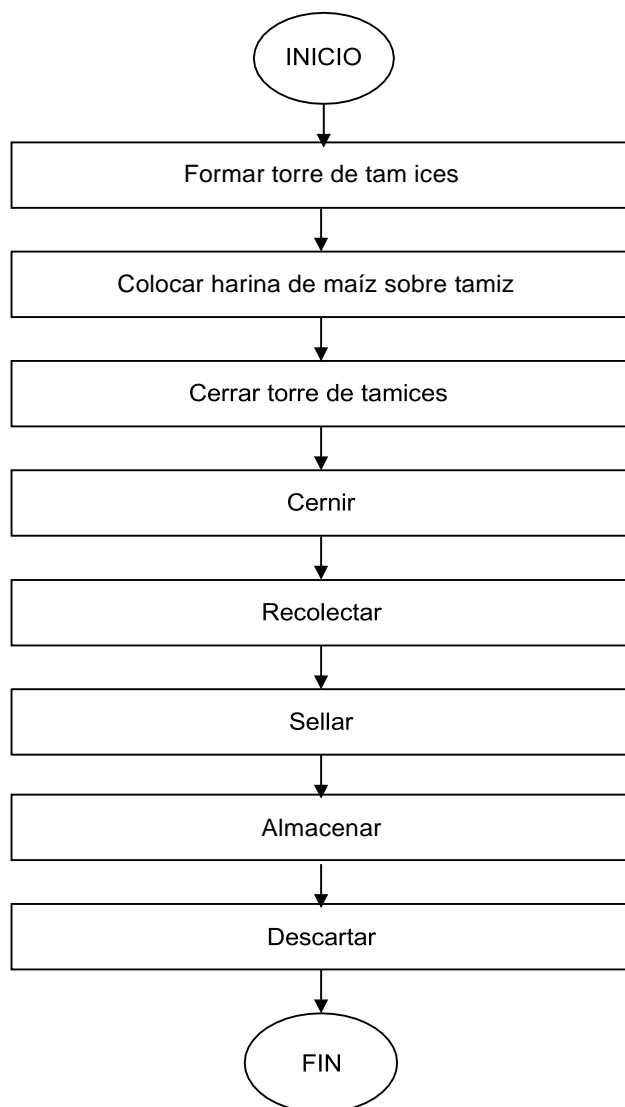 INICIO
Formar torre de tam ices
Colocar harina de maíz sobre tamiz
Cerrar torre de tamices
Cernir
Recolectar
Sellar
Almacenar
Descartar
FIN